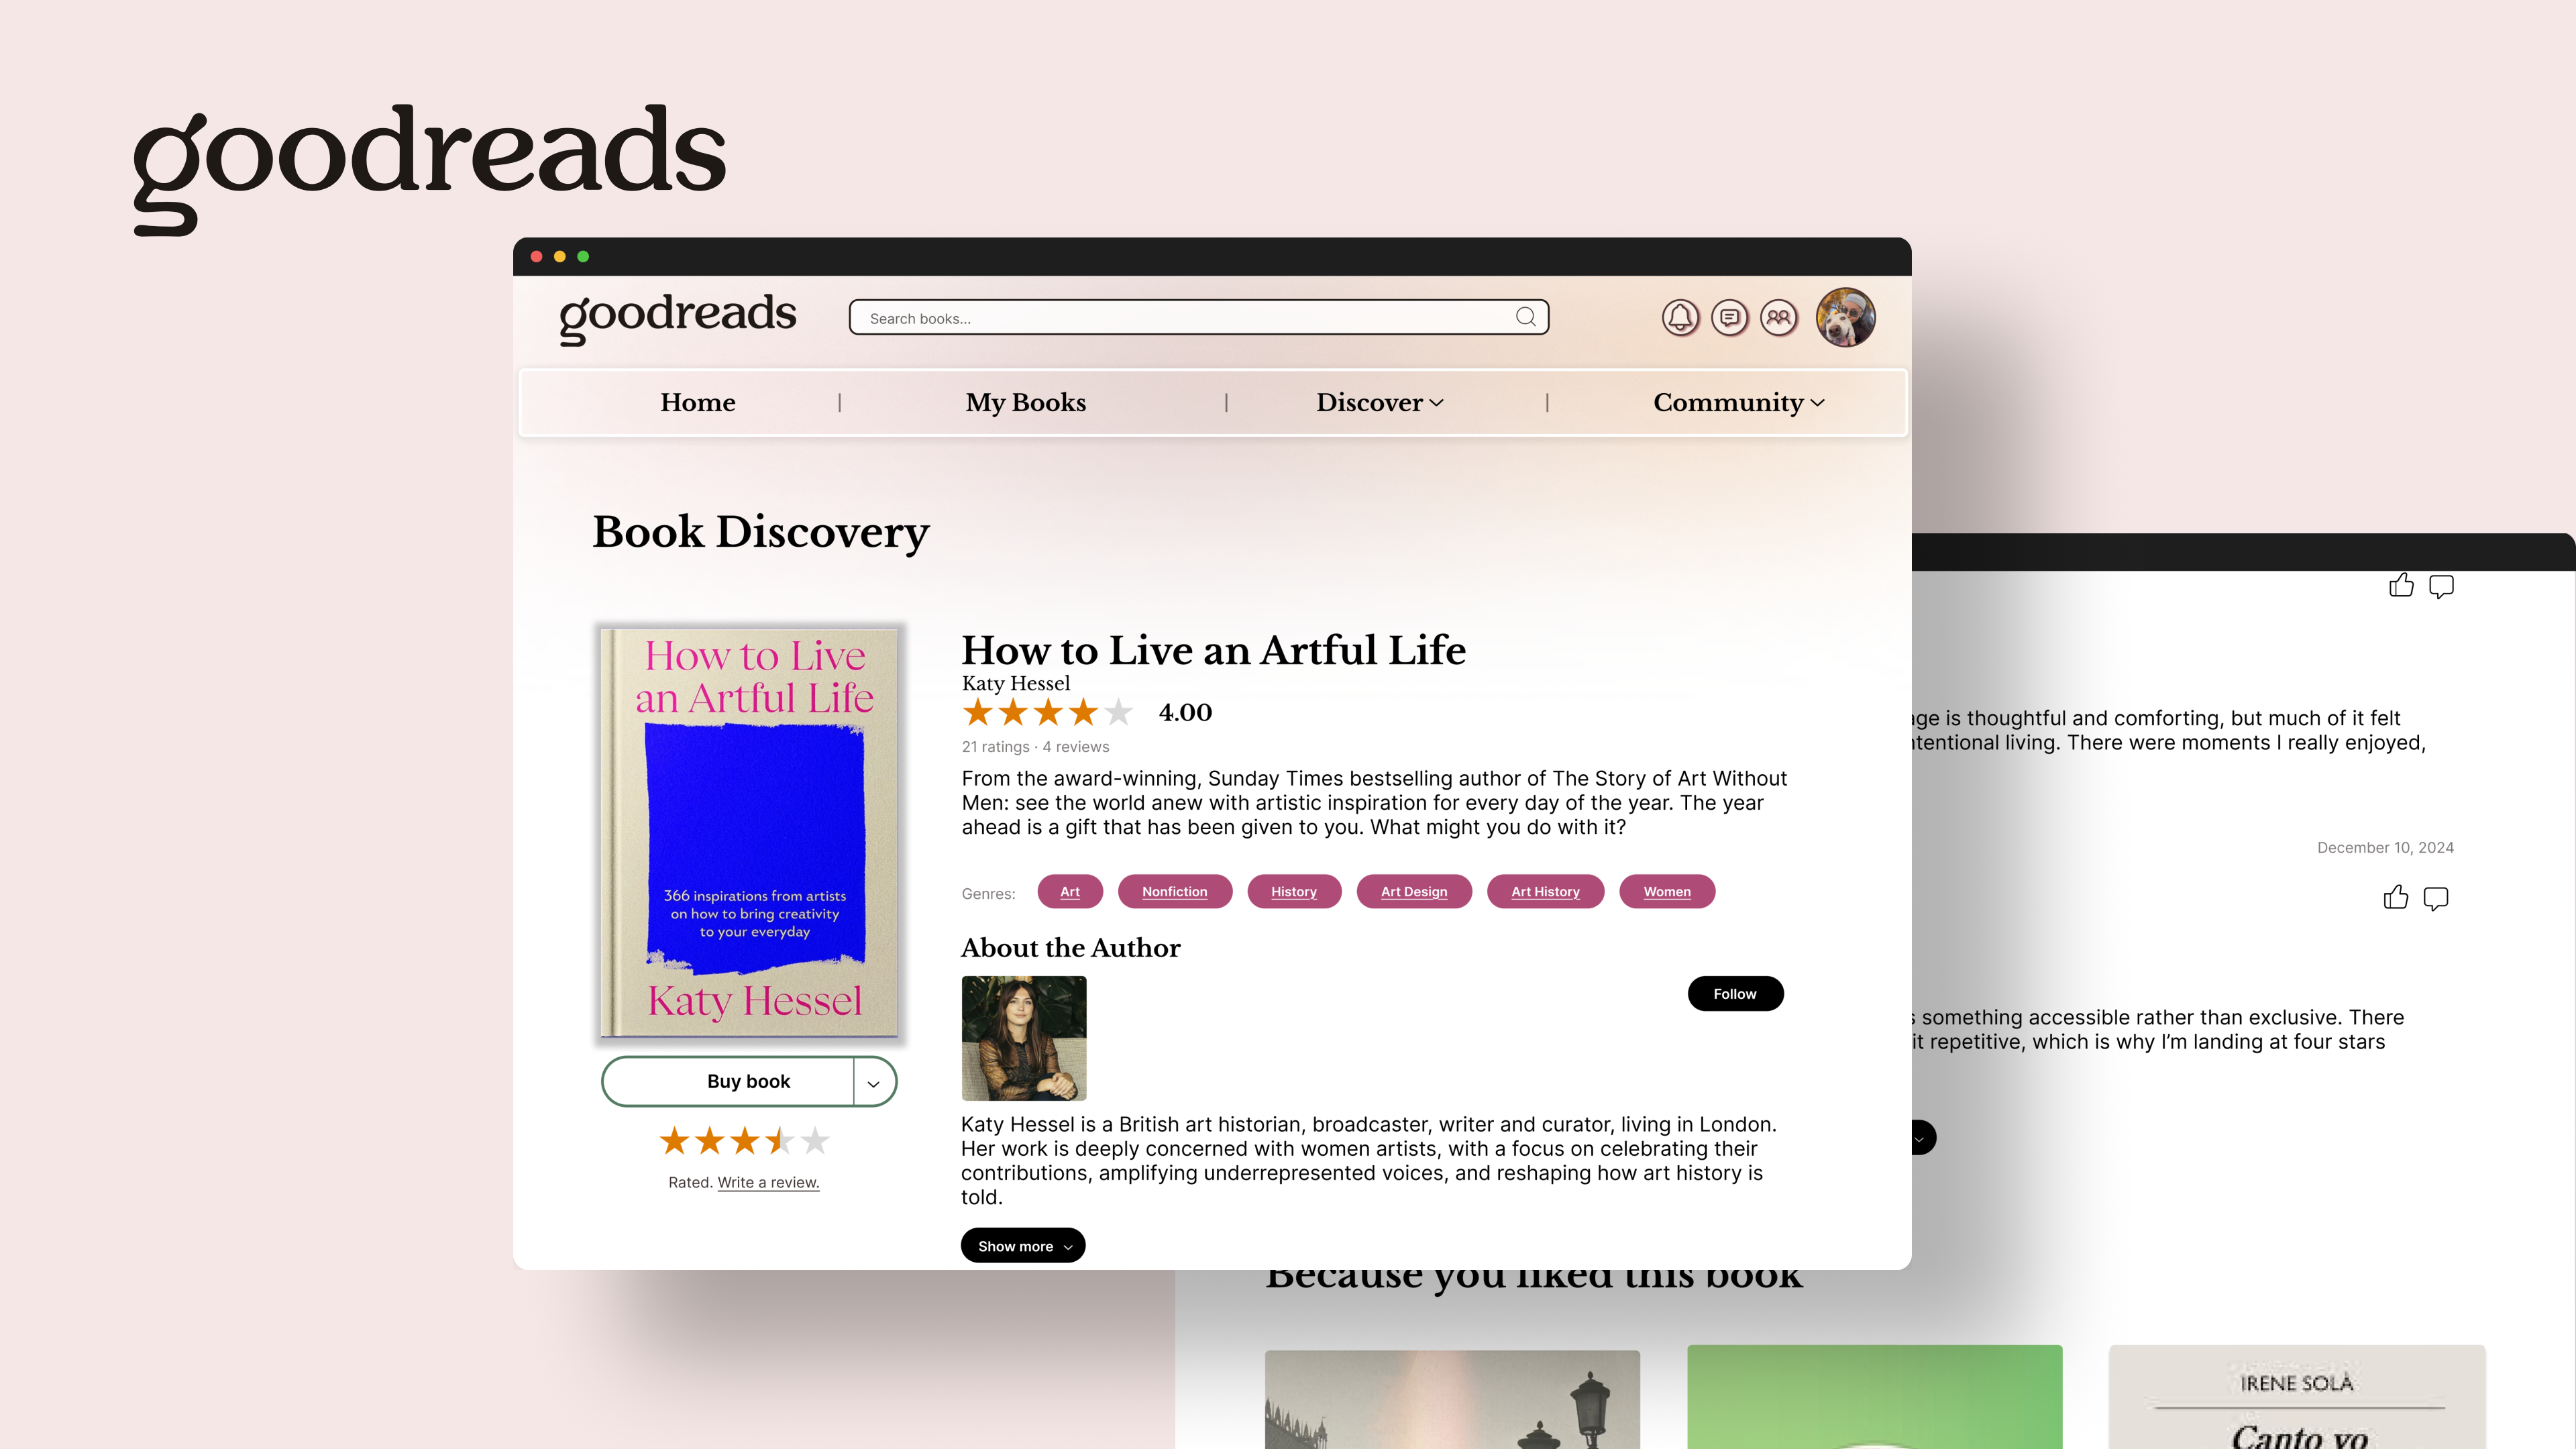 goodreads
goodreads
Search books...
Home | My Books | Discover | Community
Book Discovery
How to Live
an Artful Life
366 inspirations from artists
on how to bring creativity
to your everyday
Katy Hessel
Buy book
Rated. Write a review.
How to Live an Artful Life
Katy Hessel
4.00
21 ratings · 4 reviews
From the award-winning, Sunday Times bestselling author of The Story of Art Without
Men: see the world anew with artistic inspiration for every day of the year. The year
ahead is a gift that has been given to you. What might you do with it?
Genres: Art Nonfiction History Art Design Art History Women
About the Author
Follow
Katy Hessel is a British art historian, broadcaster, writer and curator, living in London.
Her work is deeply concerned with women artists, with a focus on celebrating their
contributions, amplifying underrepresented voices, and reshaping how art history is
told.
Show more
is thoughtful and comforting, but much of it felt
living. There were moments I really enjoyed,
December 10, 2024
something accessible rather than exclusive. There
it repetitive, which is why I'm landing at four stars
Because you liked this book
IRENE SOLÀ
Canto yo